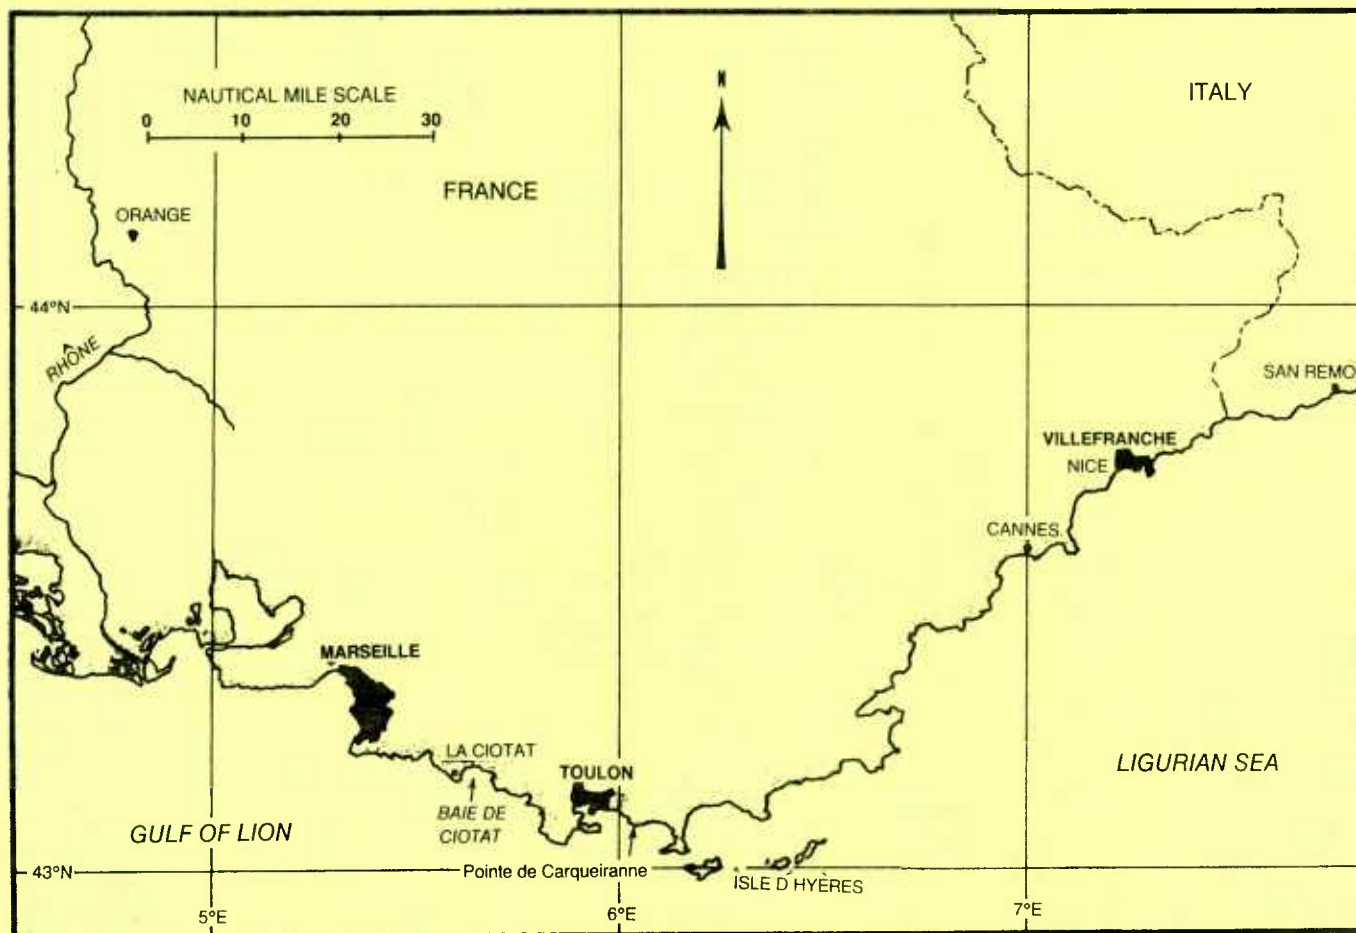 NAUTICAL MILE SCALE
0 10 20 30
N
ITALY
FRANCE
ORANGE
44°N
RHÔNE
SAN REMO
VILLEFRANCHE
NICE
CANNES
MARSEILLE
LA CIOTAT
TOULON
LIGURIAN SEA
BAIE DE
CIOTAT
GULF OF LION
Pointe de Carqueiranne
43°N
ISLE D HYÈRES
5°E
6°E
7°E